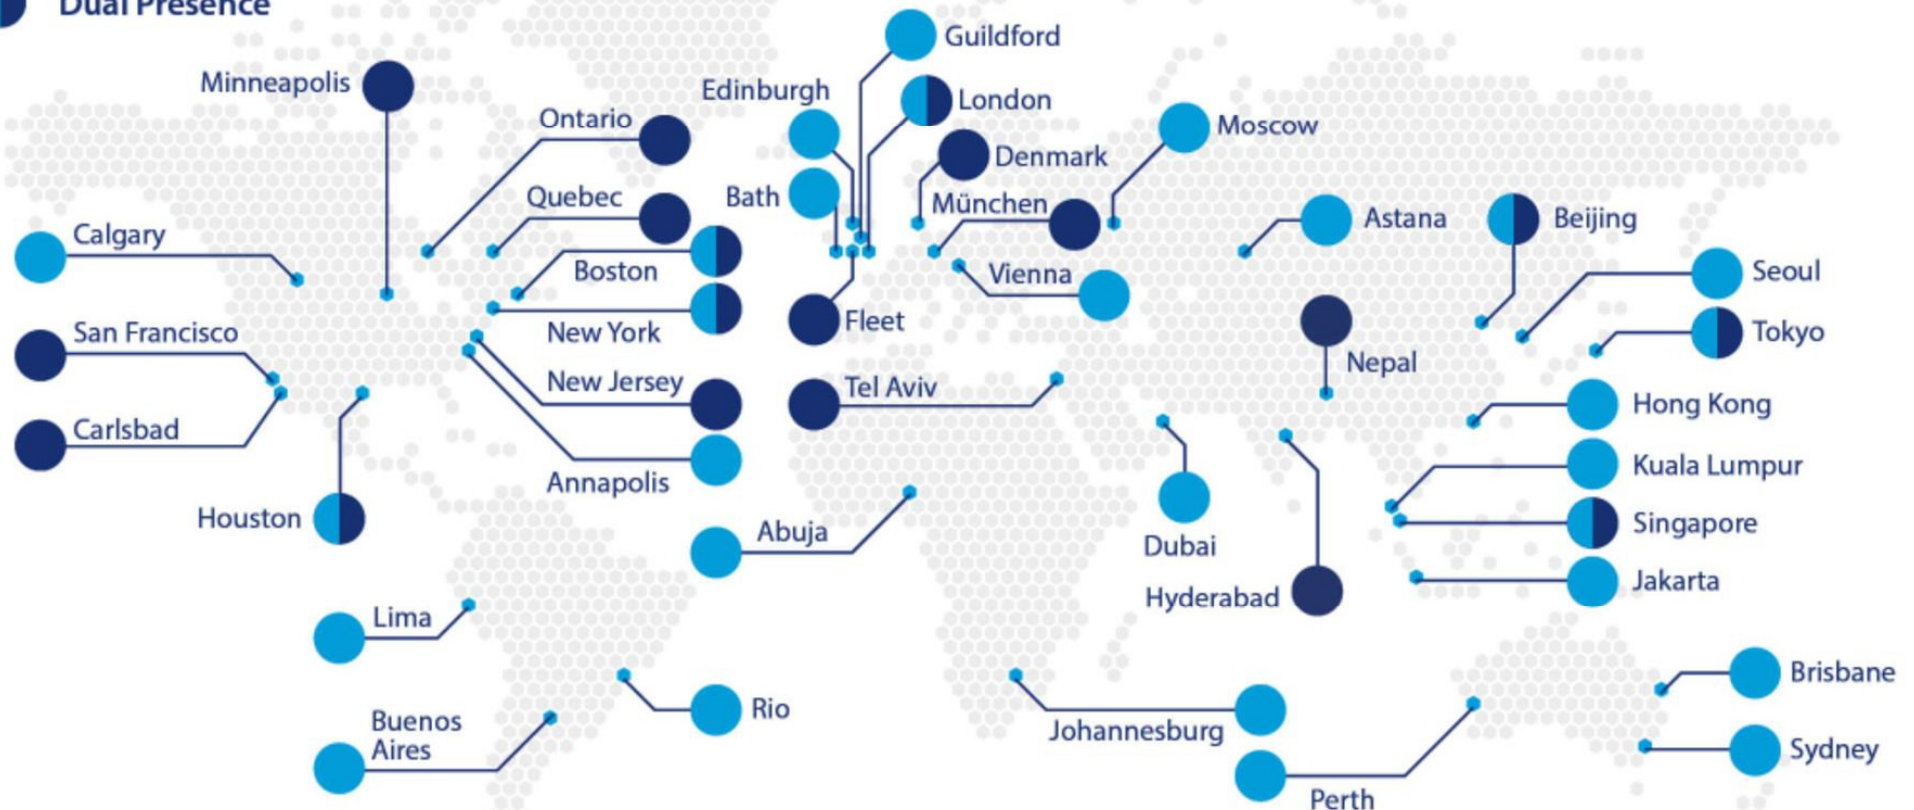 Dual Presence
Guildford
Minneapolis
Edinburgh
London
Ontario
Moscow
Denmark
Quebec
Bath
München
Astana
Beijing
Calgary
Boston
Vienna
Seoul
San Francisco
New York
Fleet
Tokyo
Nepal
New Jersey
Tel Aviv
Hong Kong
Carlsbad
Kuala Lumpur
Annapolis
Houston
Abuja
Singapore
Dubai
Hyderabad
Jakarta
Lima
Brisbane
Rio
Buenos
Aires
Johannesburg
Sydney
Perth